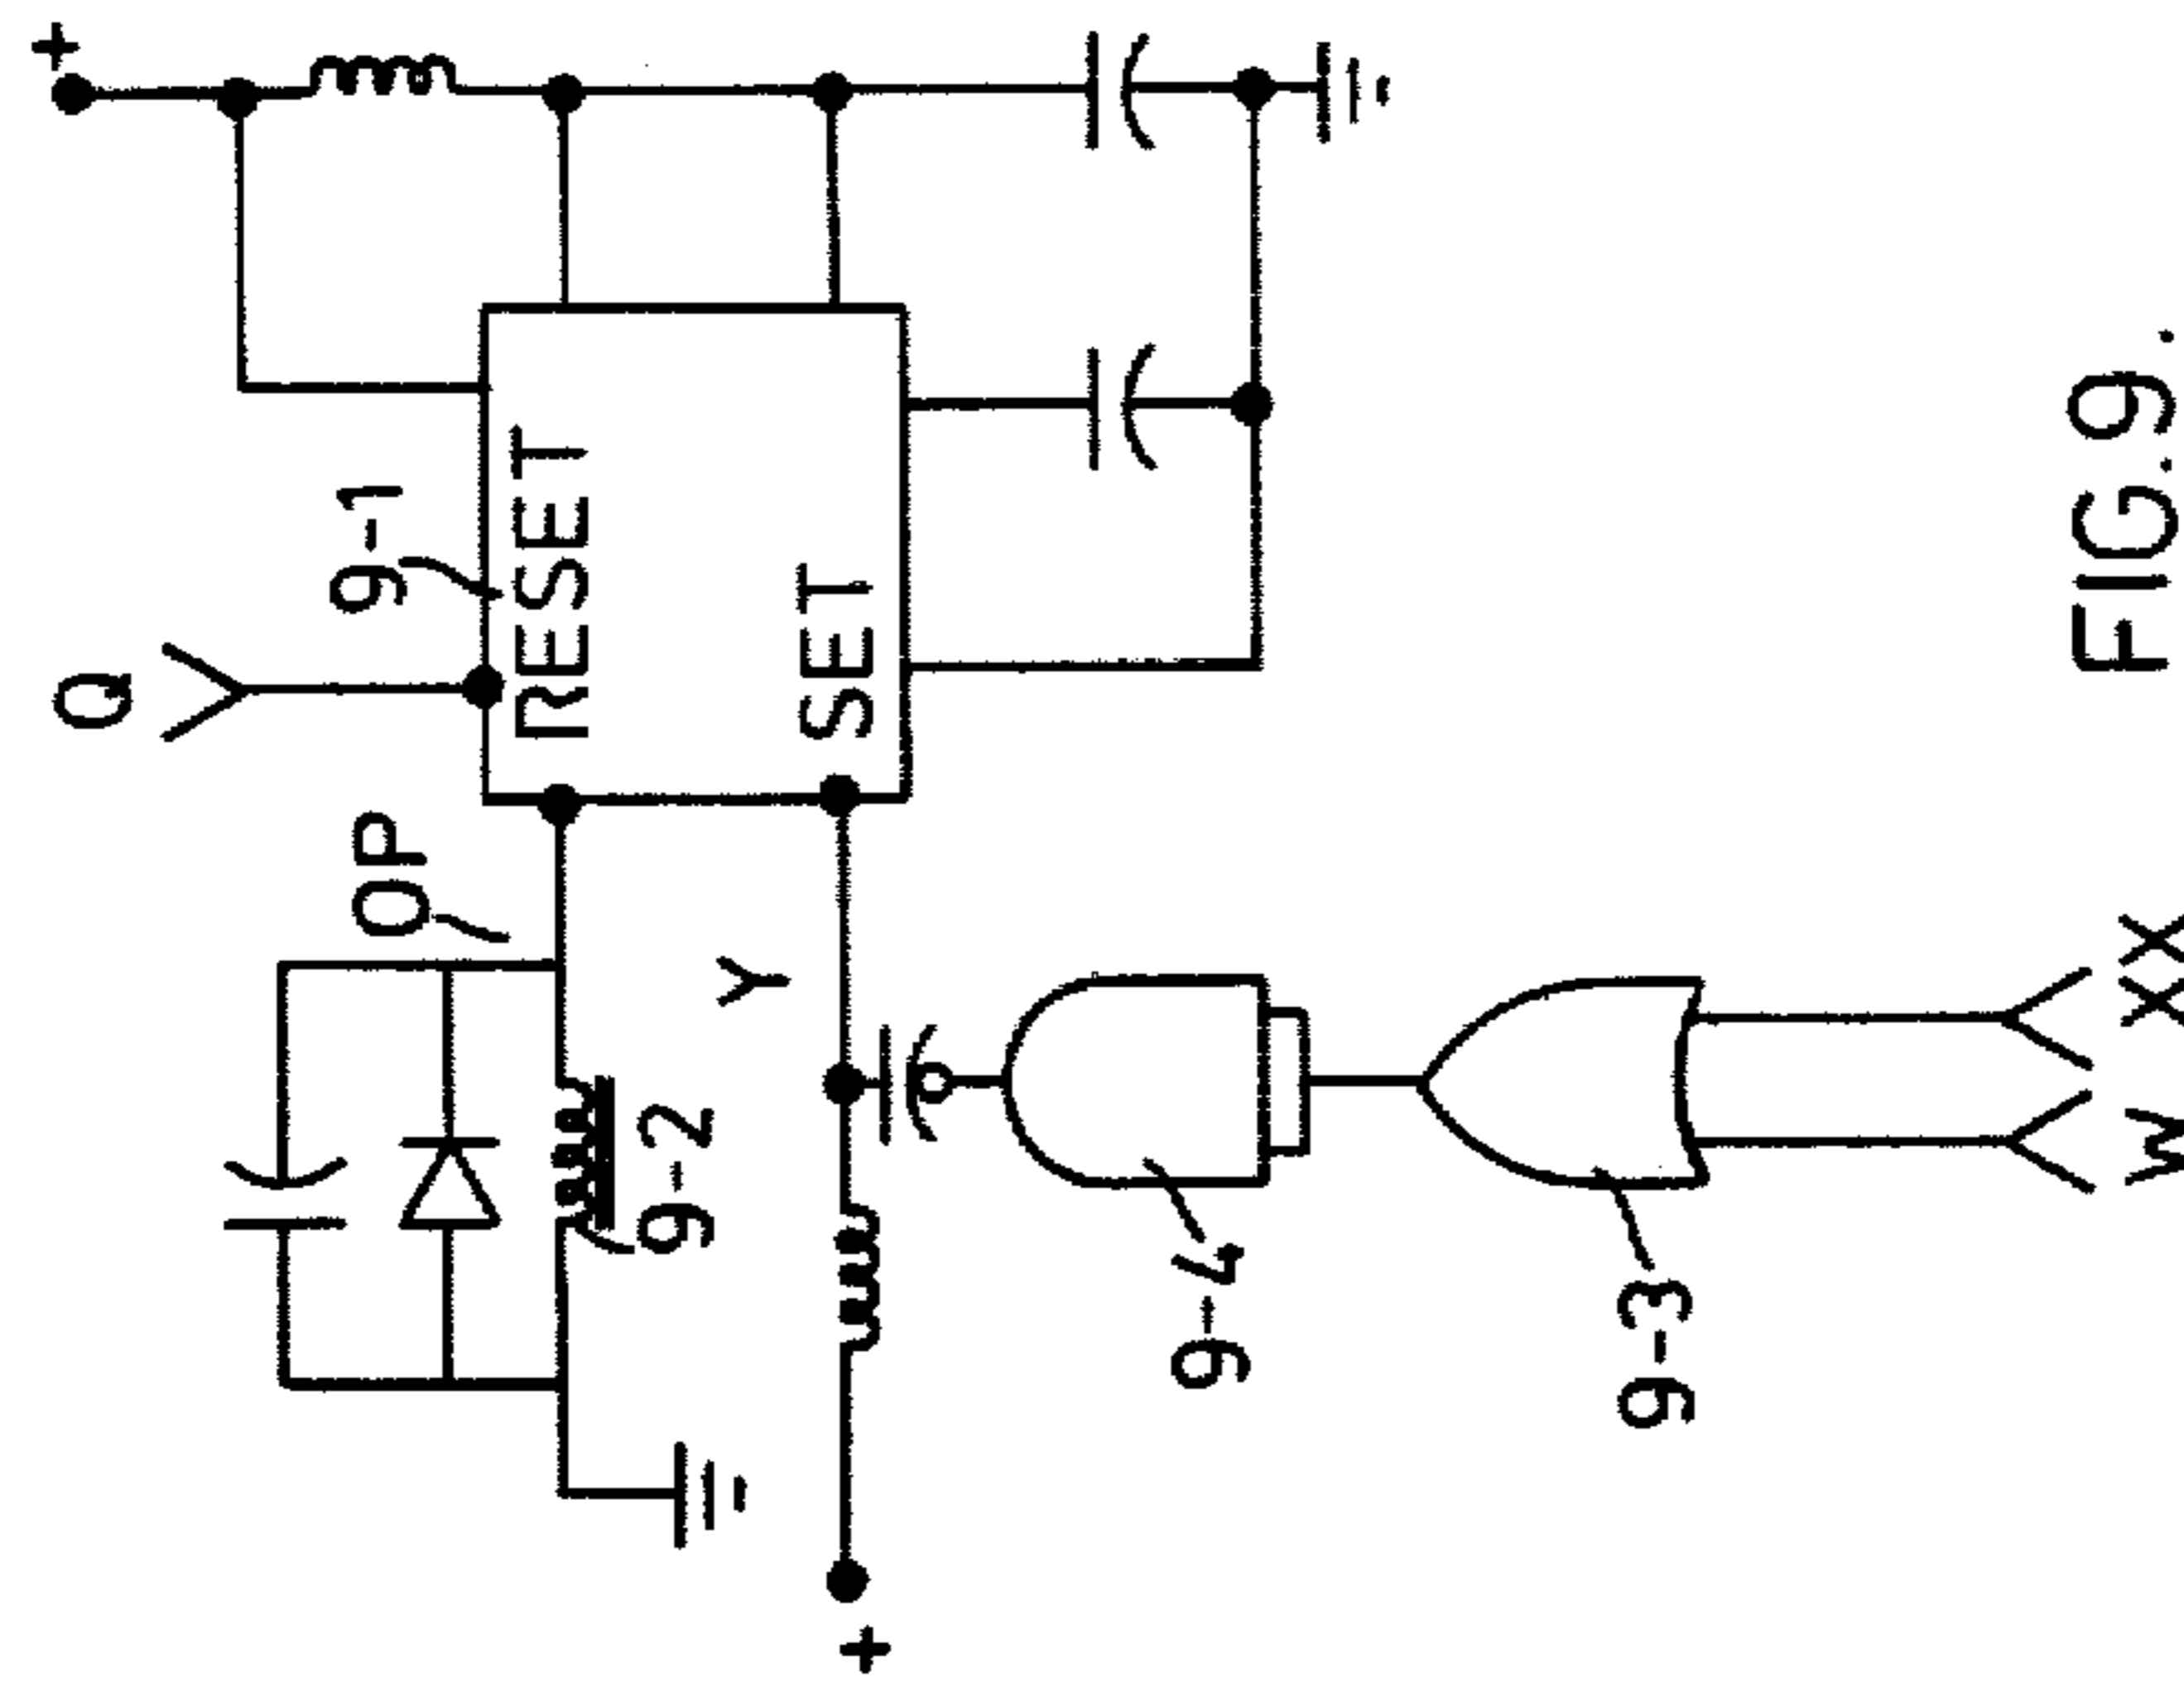 Q
+
9-1
OP
RESET
9-2
Y
SET
+
9-4
9-3
W XX
FIG.9.